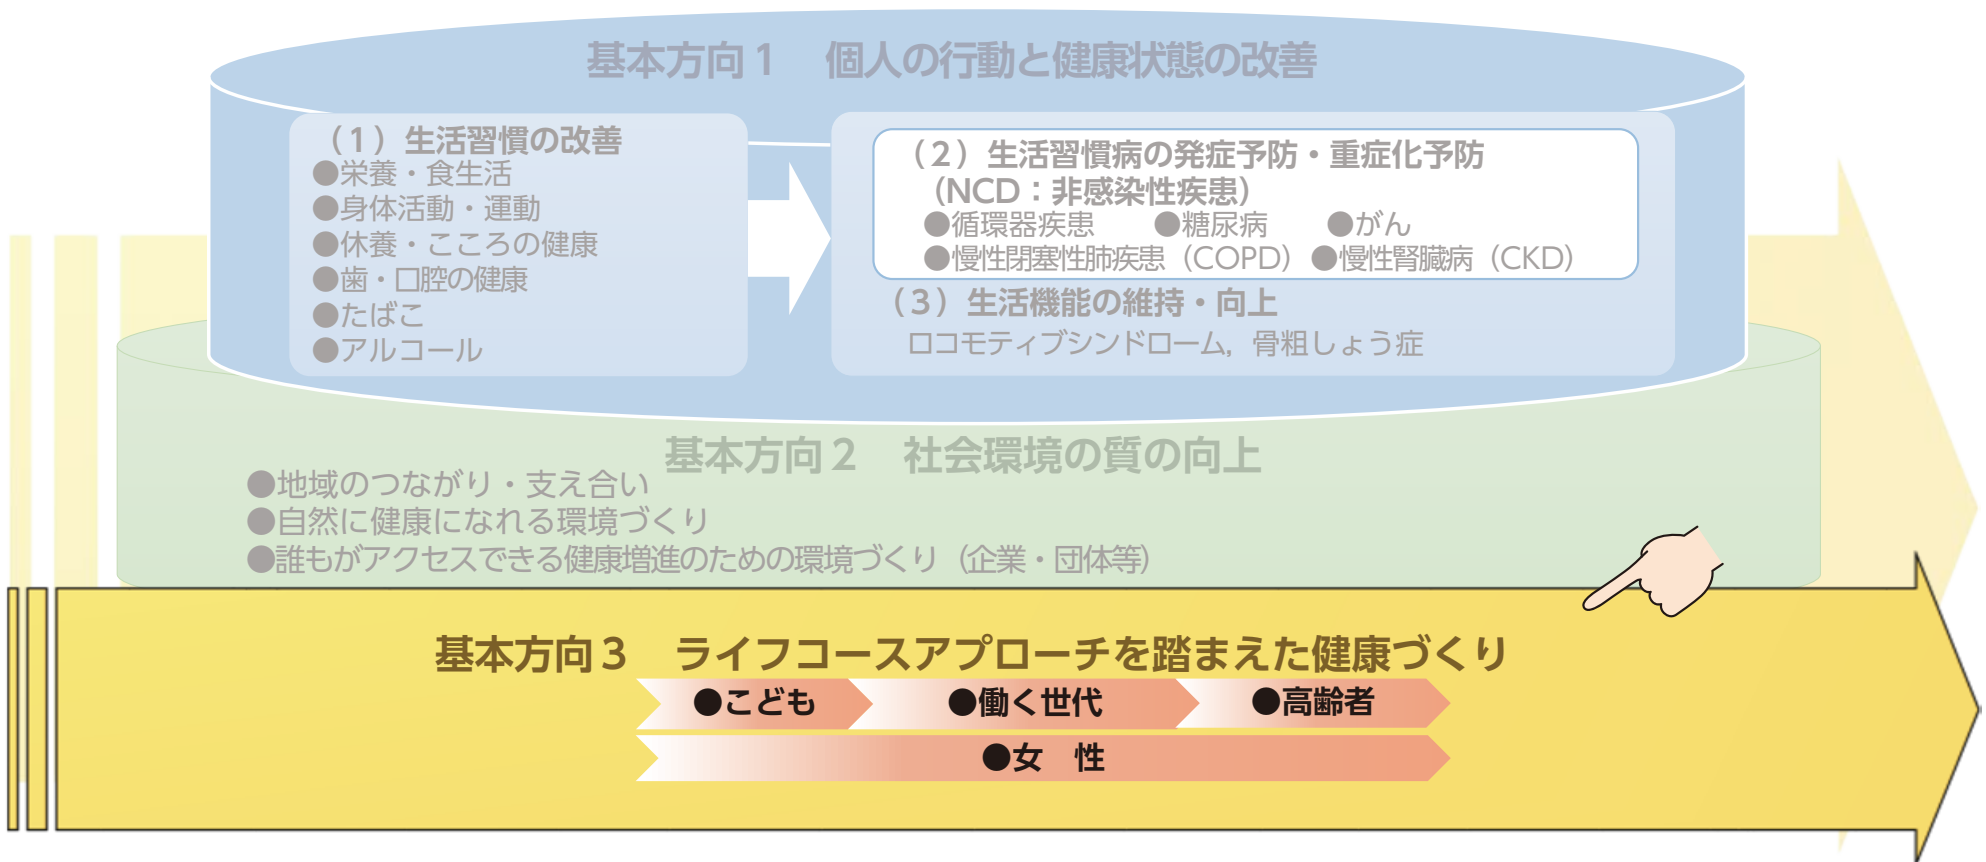 基本方向1　個人の行動と健康状態の改善
（1）生活習慣の改善
●栄養・食生活
●身体活動・運動
●休養・こころの健康
●歯・口腔の健康
●たばこ
●アルコール
（2）生活習慣病の発症予防・重症化予防
（NCD：非感染性疾患）
●循環器疾患　●糖尿病　●がん
●慢性閉塞性肺疾患（COPD）●慢性腎臓病（CKD）
（3）生活機能の維持・向上
ロコモティブシンドローム，骨粗しょう症
基本方向2　社会環境の質の向上
●地域のつながり・支え合い
●自然に健康になれる環境づくり
●誰もがアクセスできる健康増進のための環境づくり（企業・団体等）
基本方向3　ライフコースアプローチを踏まえた健康づくり
●こども　●働く世代　●高齢者
●女　性